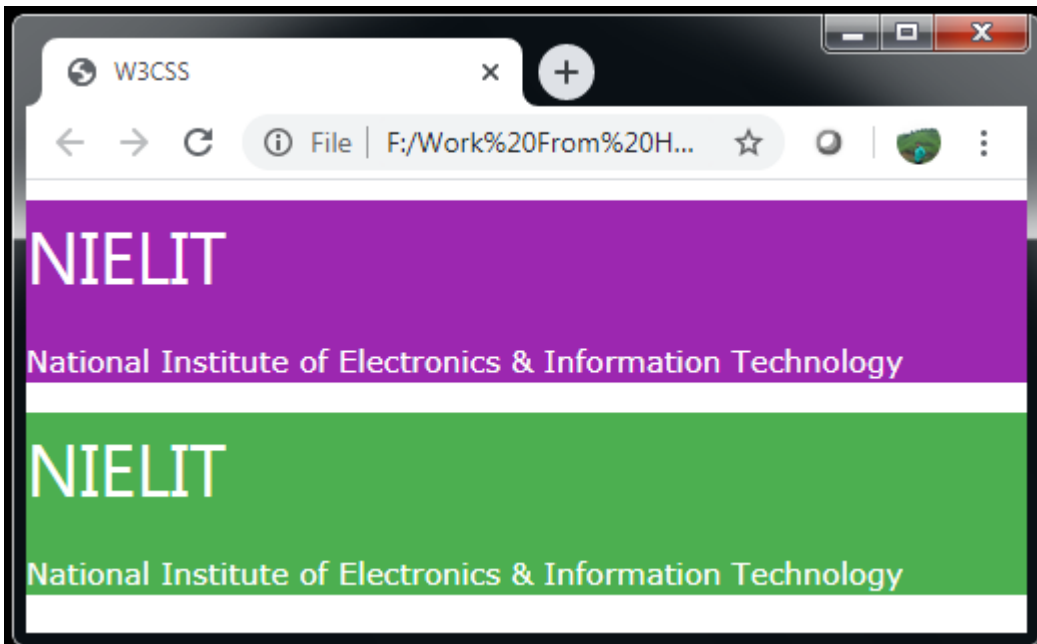 W3CSS
File F:/Work%20From%20H...
NIELIT
National Institute of Electronics & Information Technology
NIELIT
National Institute of Electronics & Information Technology